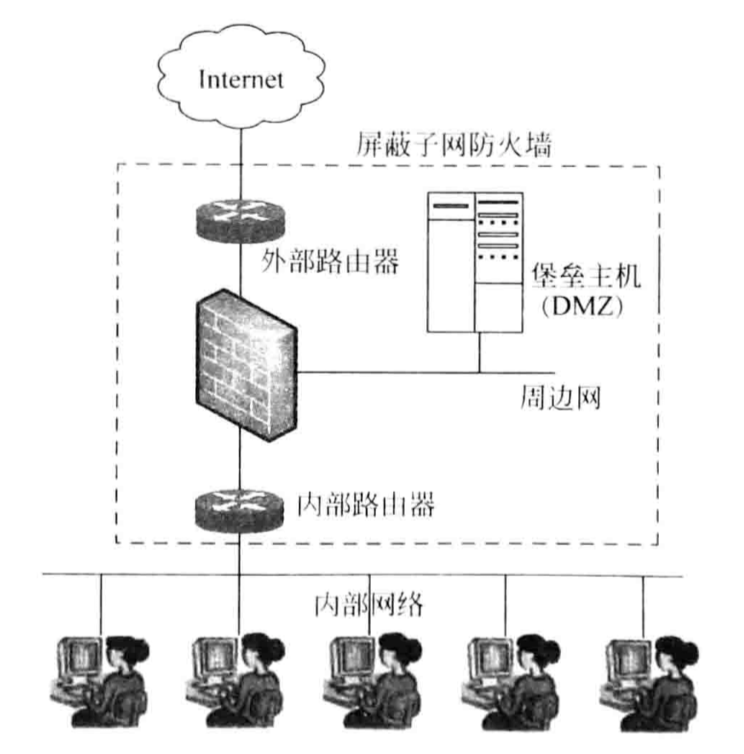 Internet
屏蔽子网防火墙
外部路由器
堡垒主机
(DMZ)
周边网
内部路由器
内部网络